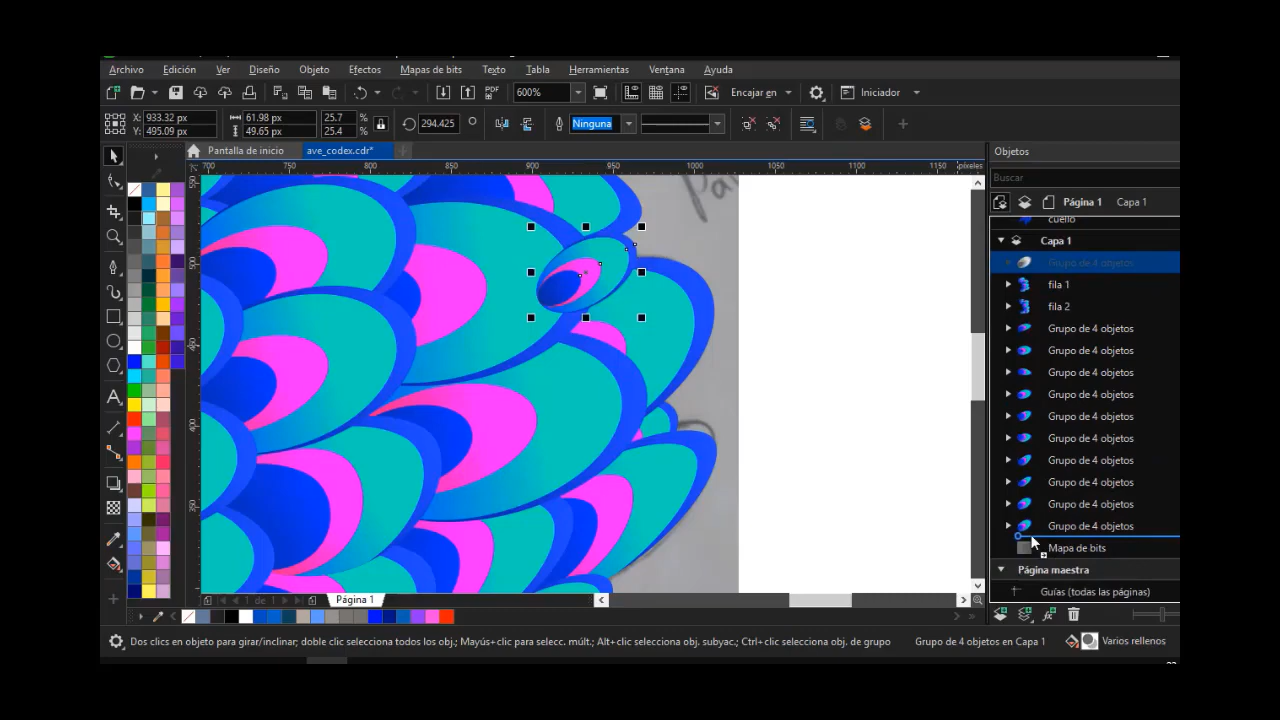 Archivo Edición Ver Diseño Objeto Efectos Mapas de bits Texto Tabla Herramientas Ventana Ayuda
PDF 600% Encajar en Iniciador
X: 933.32 px 61.98 px 25.7 % 294.425 ° Ninguna
Y: 495.09 px 49.65 px 25.4 %
Pantalla de inicio ave_codex.cdr*
700 750 800 850 900 950 1000 1050 1100 1150 píxeles
Objetos
Buscar
Página 1 Capa 1
cuello
Capa 1
Grupo de 4 objetos
fila 1
fila 2
Grupo de 4 objetos
Grupo de 4 objetos
Grupo de 4 objetos
Grupo de 4 objetos
Grupo de 4 objetos
Grupo de 4 objetos
Grupo de 4 objetos
Grupo de 4 objetos
Grupo de 4 objetos
Grupo de 4 objetos
Mapa de bits
Página maestra
Guías (todas las páginas)
1 de 1 Página 1
Dos clics en objeto para girar/inclinar; doble clic selecciona todos los obj.; Mayús+clic para selecc. múlt.; Alt+clic selecciona obj. subyac.; Ctrl+clic selecciona obj. de grupo Grupo de 4 objetos en Capa 1 Varios rellenos